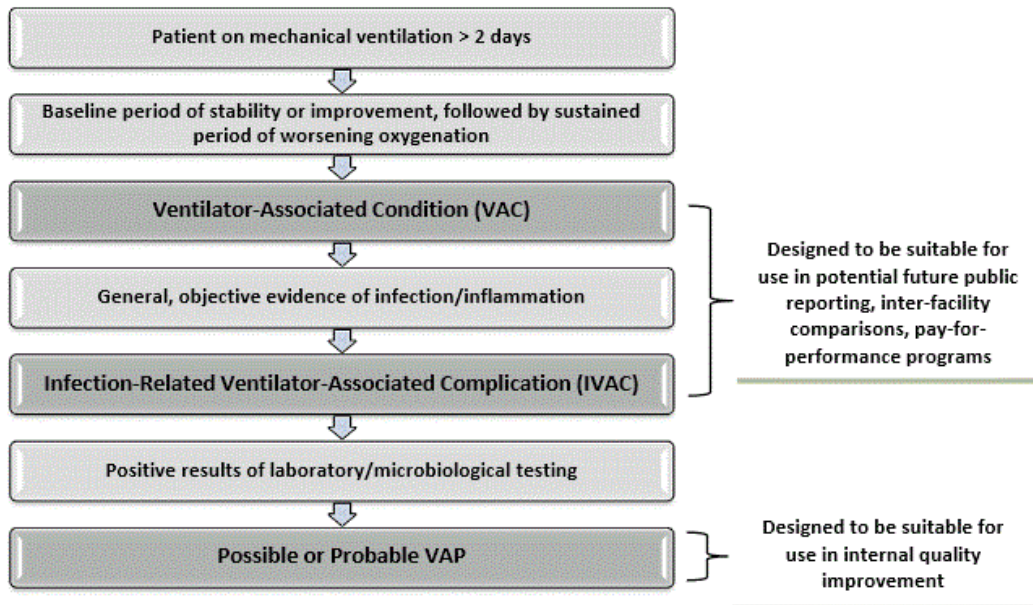 Patient on mechanical ventilation > 2 days
Baseline period of stability or improvement, followed by sustained
period of worsening oxygenation
Ventilator-Associated Condition (VAC)
General, objective evidence of infection/inflammation
Infection-Related Ventilator-Associated Complication (IVAC)
Positive results of laboratory/microbiological testing
Possible or Probable VAP
Designed to be suitable for
use in potential future public
reporting, inter-facility
comparisons, pay-for-
performance programs
Designed to be suitable for
use in internal quality
improvement